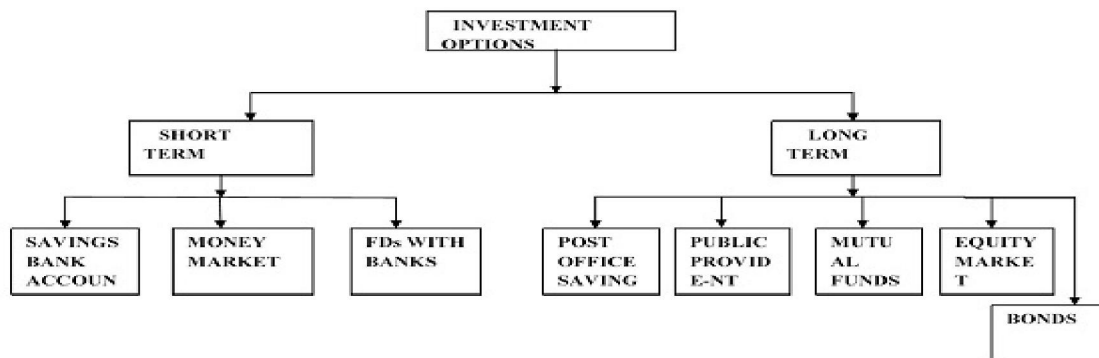 INVESTMENT
OPTIONS
SHORT
TERM
LONG
TERM
SAVINGS
BANK
ACCOUN
MONEY
MARKET
FDs WITH
BANKS
POST
OFFICE
SAVING
PUBLIC
PROVID
E-NT
MUTU
AL
FUNDS
EQUITY
MARKE
T
BONDS